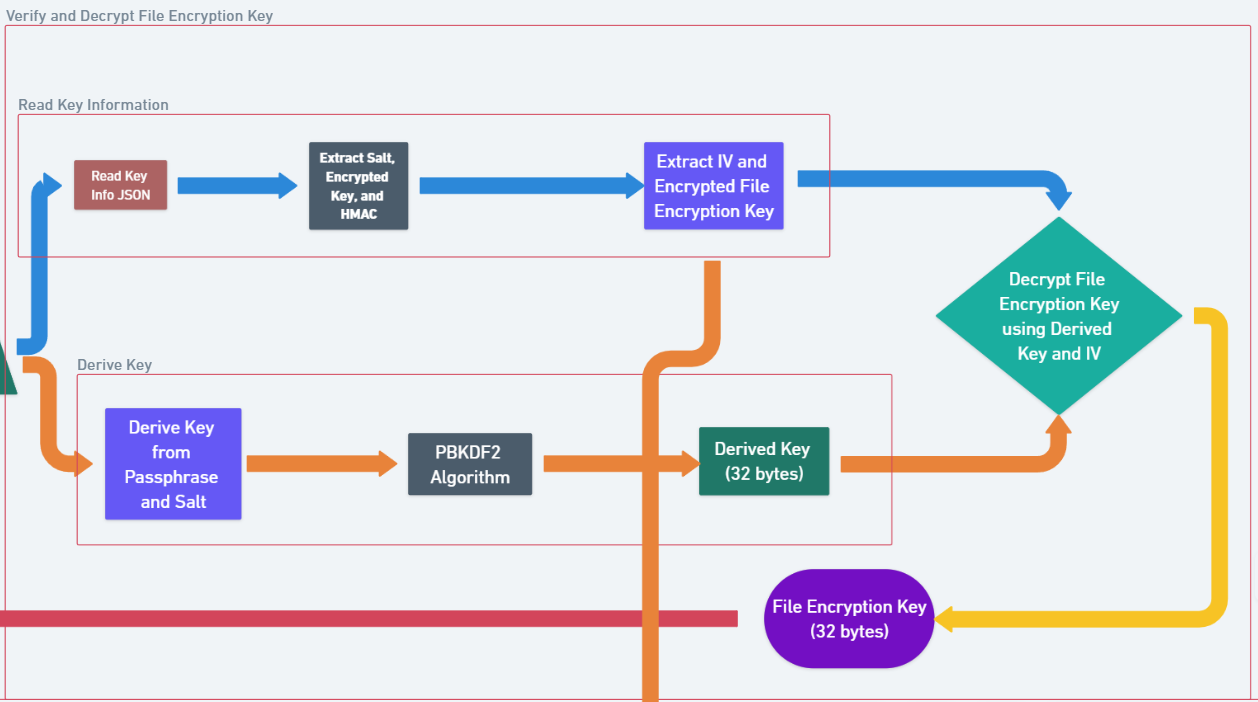 Verify and Decrypt File Encryption Key
Read Key Information
Read Key
Info JSON
Extract Salt,
Encrypted
Key, and
HMAC
Extract IV and
Encrypted File
Encryption Key
Decrypt File
Encryption Key
using Derived
Key and IV
Derive Key
Derive Key
from
Passphrase
and Salt
PBKDF2
Algorithm
Derived Key
(32 bytes)
File Encryption Key
(32 bytes)